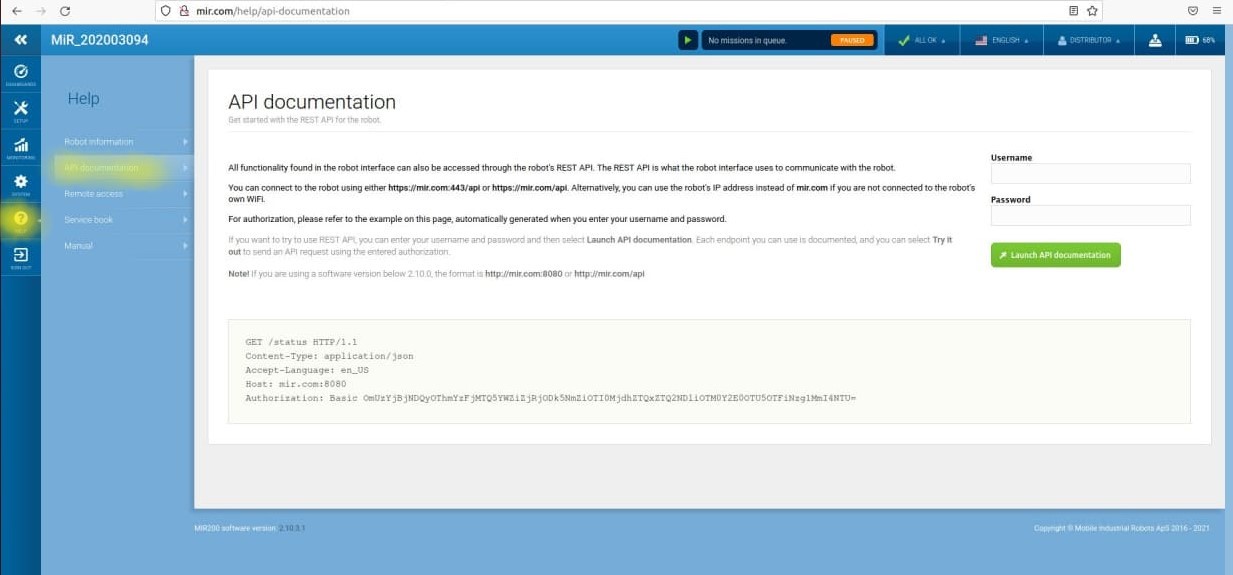 mir.com/help/api-documentation
MiR_202003094
No missions in queue.
PAUSED
ALL OK
ENGLISH
DISTRIBUTOR
68%
DASHBOARDS
SETUP
MONITORING
SYSTEM
HELP
SIGN OUT
Help
Robot information
API documentation
Remote access
Service book
Manual
API documentation
Get started with the REST API for the robot.
All functionality found in the robot interface can also be accessed through the robot's REST API. The REST API is what the robot interface uses to communicate with the robot.
You can connect to the robot using either https://mir.com:443/api or https://mir.com/api. Alternatively, you can use the robot's IP address instead of mir.com if you are not connected to the robot's
own WiFi.
For authorization, please refer to the example on this page, automatically generated when you enter your username and password.
If you want to try to use REST API, you can enter your username and password and then select Launch API documentation. Each endpoint you can use is documented, and you can select Try it
out to send an API request using the entered authorization.
Note! If you are using a software version below 2.10.0, the format is http://mir.com:8080 or http://mir.com/api
Username
Password
Launch API documentation
GET /status HTTP/1.1
Content-Type: application/json
Accept-Language: en_US
Host: mir.com:8080
Authorization: Basic
MIR200 software version: 2.10.3.1
Copyright © Mobile Industrial Robots ApS 2016 - 2021